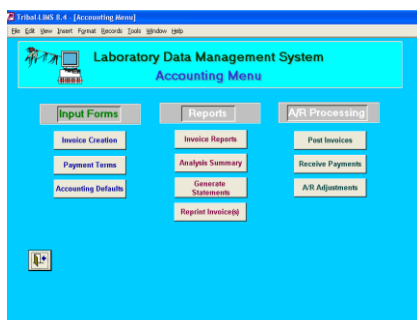 Tribal-LIMS 8.4 - [Accounting Menu]
File Edit View Insert Format Records Tools Window Help
Laboratory Data Management System
Accounting Menu
Input Forms
Invoice Creation
Payment Terms
Accounting Defaults
Reports
Invoice Reports
Analysis Summary
Generate
Statements
Reprint Invoice(s)
A/R Processing
Post Invoices
Receive Payments
A/R Adjustments